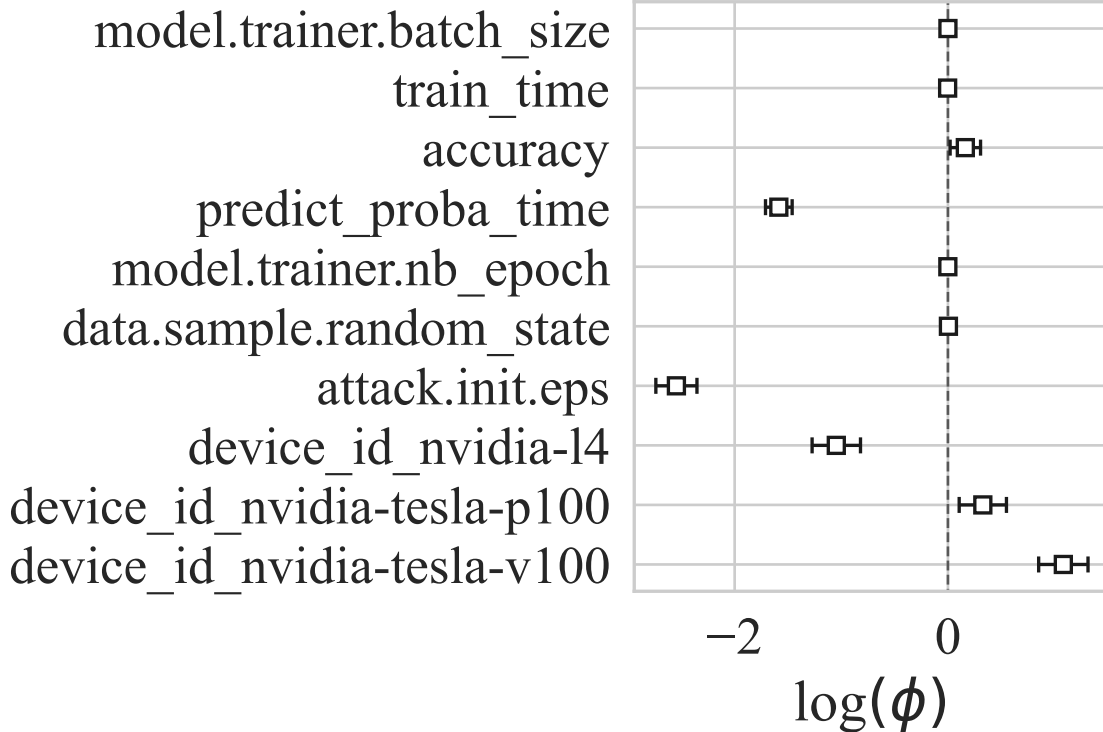 model.trainer.batch_size
train_time
accuracy
predict_proba_time
model.trainer.nb_epoch
data.sample.random_state
attack.init.eps
device_id_nvidia-l4
device_id_nvidia-tesla-p100
device_id_nvidia-tesla-v100
−2 0
log(ϕ)